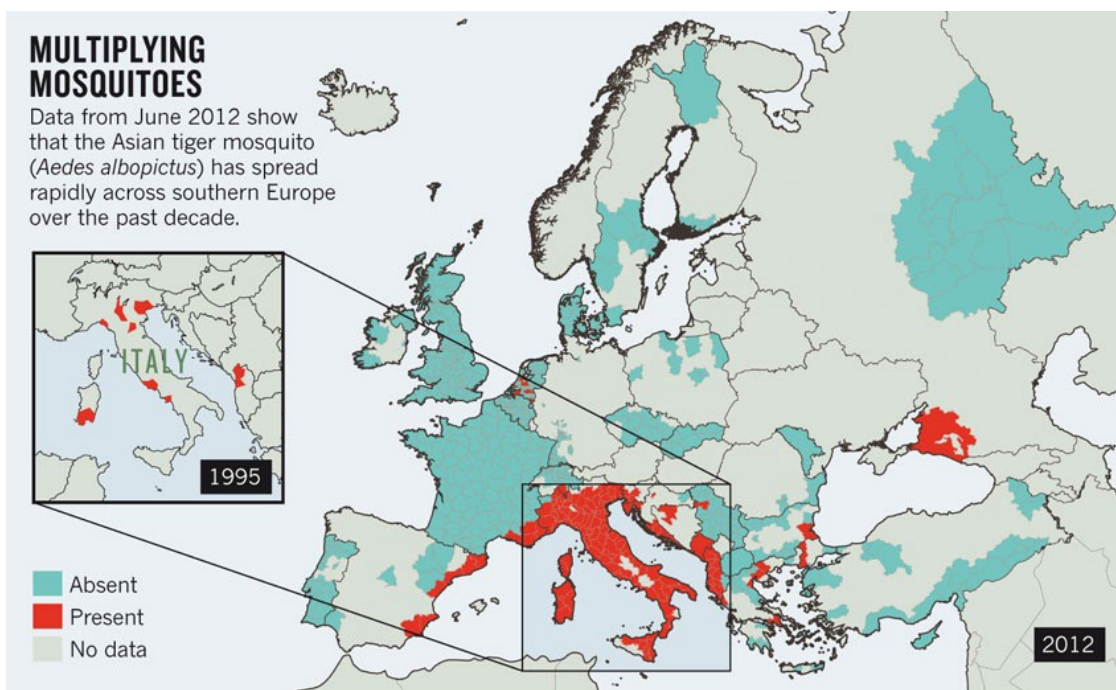 MULTIPLYING
MOSQUITOES
Data from June 2012 show
that the Asian tiger mosquito
(Aedes albopictus) has spread
rapidly across southern Europe
over the past decade.
ITALY
1995
Absent
Present
No data
2012